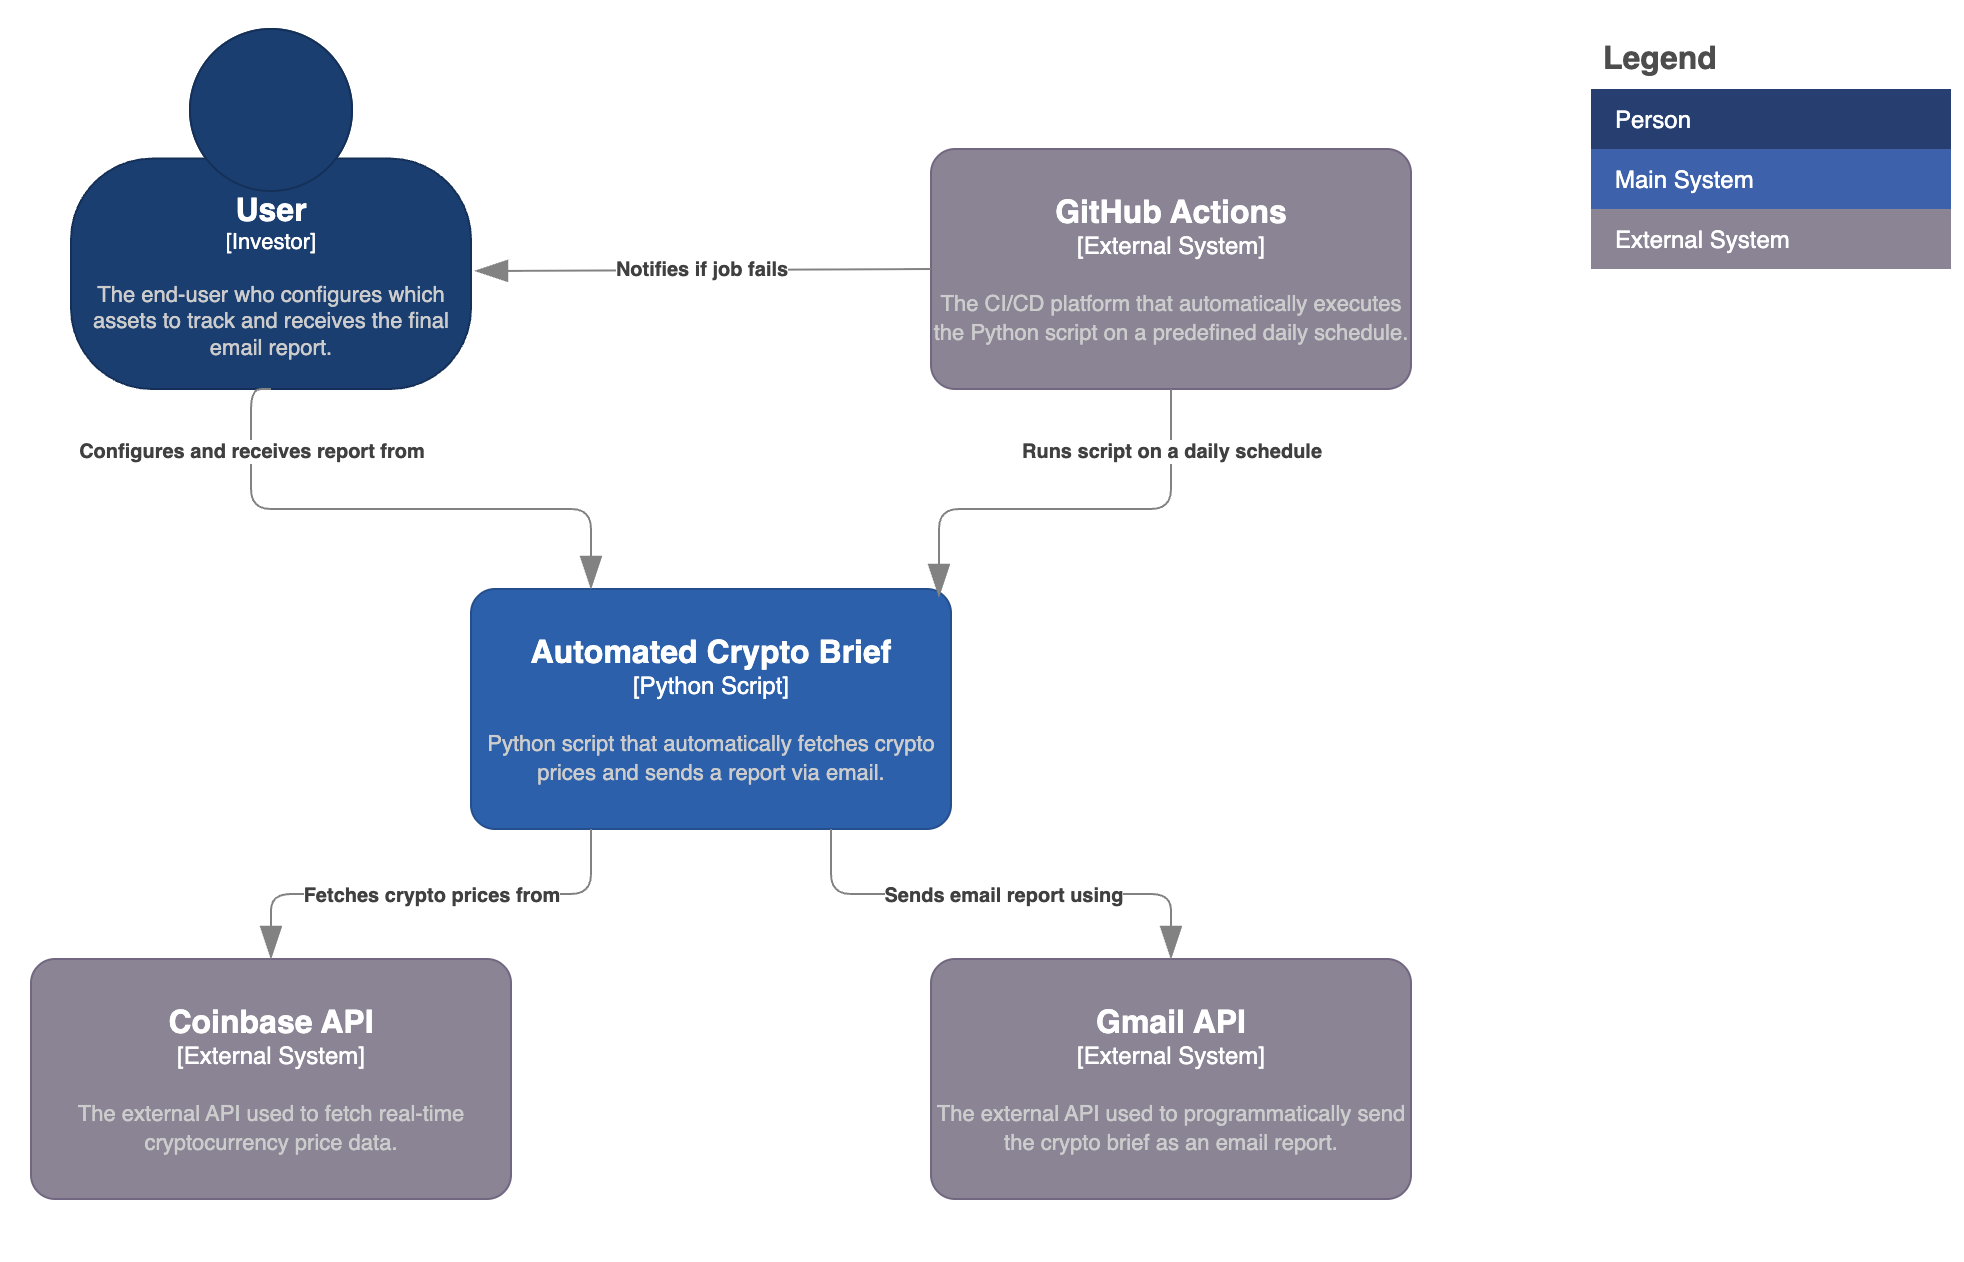 User
[Investor]
The end-user who configures which
assets to track and receives the final
email report.
Notifies if job fails
GitHub Actions
[External System]
The CI/CD platform that automatically executes
the Python script on a predefined daily schedule.
Legend
Person
Main System
External System
Configures and receives report from
Runs script on a daily schedule
Automated Crypto Brief
[Python Script]
Python script that automatically fetches crypto
prices and sends a report via email.
Fetches crypto prices from
Sends email report using
Coinbase API
[External System]
The external API used to fetch real-time
cryptocurrency price data.
Gmail API
[External System]
The external API used to programmatically send
the crypto brief as an email report.